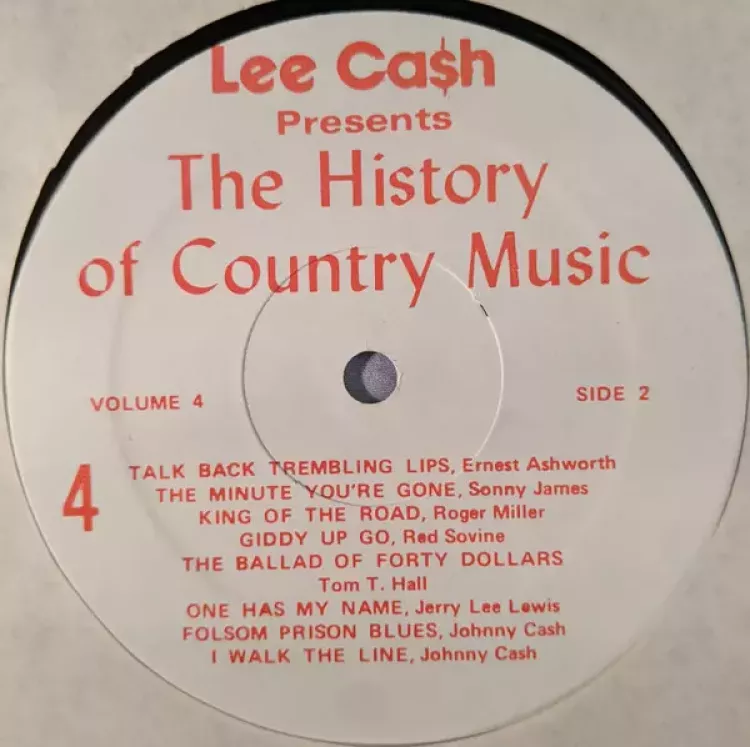 Lee Ca$h
Presents
The History
of Country Music
VOLUME 4
SIDE 2
4
TALK BACK TREMBLING LIPS, Ernest Ashworth
THE MINUTE YOU'RE GONE, Sonny James
KING OF THE ROAD, Roger Miller
GIDDY UP GO, Red Sovine
THE BALLAD OF FORTY DOLLARS
Tom T. Hall
ONE HAS MY NAME, Jerry Lee Lewis
FOLSOM PRISON BLUES, Johnny Cash
I WALK THE LINE, Johnny Cash